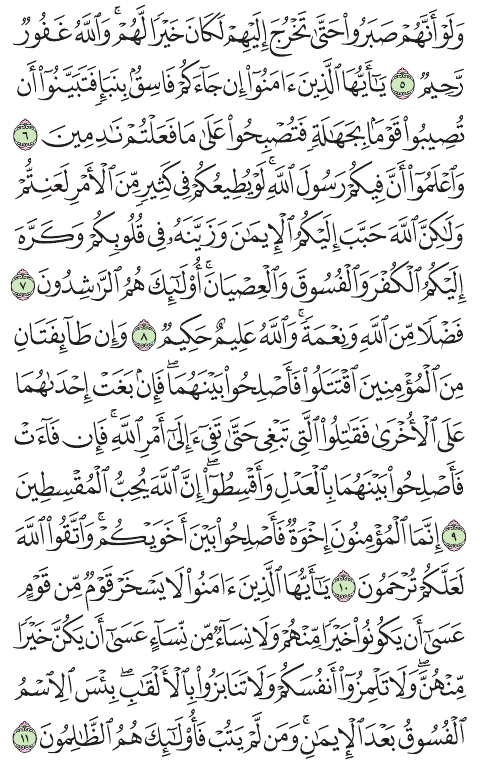 وَلَوْ أَنَّهُمْ صَبَرُوا۟ حَتَّىٰ تَخْرُجَ إِلَيْهِمْ لَكَانَ خَيْرًا لَّهُمْ ۚ وَٱللَّهُ غَفُورٌ
رَّحِيمٌ ٥ يَـٰٓأَيُّهَا ٱلَّذِينَ ءَامَنُوٓا۟ إِن جَآءَكُمْ فَاسِقٌۢ بِنَبَإٍ فَتَبَيَّنُوٓا۟ أَن
تُصِيبُوا۟ قَوْمًۢا بِجَهَـٰلَةٍ فَتُصْبِحُوا۟ عَلَىٰ مَا فَعَلْتُمْ نَـٰدِمِينَ ٦
وَٱعْلَمُوٓا۟ أَنَّ فِيكُمْ رَسُولَ ٱللَّهِ ۚ لَوْ يُطِيعُكُمْ فِى كَثِيرٍ مِّنَ ٱلْأَمْرِ لَعَنِتُّمْ
وَلَـٰكِنَّ ٱللَّهَ حَبَّبَ إِلَيْكُمُ ٱلْإِيمَـٰنَ وَزَيَّنَهُۥ فِى قُلُوبِكُمْ وَكَرَّهَ
إِلَيْكُمُ ٱلْكُفْرَ وَٱلْفُسُوقَ وَٱلْعِصْيَانَ ۚ أُو۟لَـٰٓئِكَ هُمُ ٱلرَّٰشِدُونَ ٧
فَضْلًا مِّنَ ٱللَّهِ وَنِعْمَةً ۚ وَٱللَّهُ عَلِيمٌ حَكِيمٌ ٨ وَإِن طَآئِفَتَانِ
مِنَ ٱلْمُؤْمِنِينَ ٱقْتَتَلُوا۟ فَأَصْلِحُوا۟ بَيْنَهُمَا ۖ فَإِنۢ بَغَتْ إِحْدَىٰهُمَا
عَلَى ٱلْأُخْرَىٰ فَقَـٰتِلُوا۟ ٱلَّتِى تَبْغِى حَتَّىٰ تَفِىٓءَ إِلَىٰٓ أَمْرِ ٱللَّهِ ۚ فَإِن فَآءَتْ
فَأَصْلِحُوا۟ بَيْنَهُمَا بِٱلْعَدْلِ وَأَقْسِطُوٓا۟ ۖ إِنَّ ٱللَّهَ يُحِبُّ ٱلْمُقْسِطِينَ
٩ إِنَّمَا ٱلْمُؤْمِنُونَ إِخْوَةٌ فَأَصْلِحُوا۟ بَيْنَ أَخَوَيْكُمْ ۚ وَٱتَّقُوا۟ ٱللَّهَ
لَعَلَّكُمْ تُرْحَمُونَ ١٠ يَـٰٓأَيُّهَا ٱلَّذِينَ ءَامَنُوا۟ لَا يَسْخَرْ قَوْمٌ مِّن قَوْمٍ
عَسَىٰٓ أَن يَكُونُوا۟ خَيْرًا مِّنْهُمْ وَلَا نِسَآءٌ مِّن نِّسَآءٍ عَسَىٰٓ أَن يَكُنَّ خَيْرًا
مِّنْهُنَّ ۖ وَلَا تَلْمِزُوٓا۟ أَنفُسَكُمْ وَلَا تَنَابَزُوا۟ بِٱلْأَلْقَـٰبِ ۖ بِئْسَ ٱلِٱسْمُ
ٱلْفُسُوقُ بَعْدَ ٱلْإِيمَـٰنِ ۚ وَمَن لَّمْ يَتُبْ فَأُو۟لَـٰٓئِكَ هُمُ ٱلظَّـٰلِمُونَ ١١